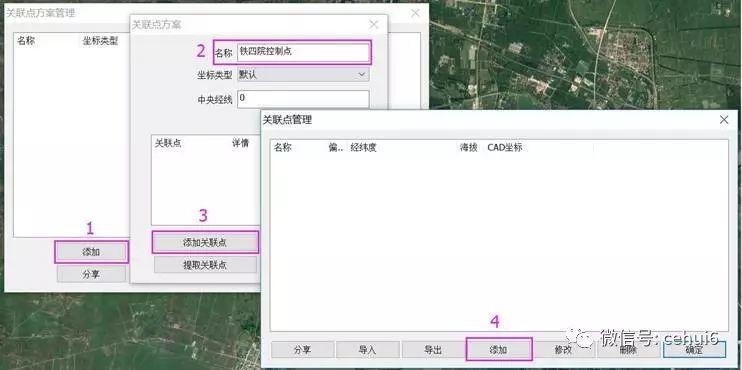 关联点方案管理
名称 坐标类型
1
添加
分享
关联点方案
2 名称 铁四院控制点
坐标类型 默认
中央经线 0
关联点 详情
3
添加关联点
提取关联点
关联点管理
名称 偏.. 经纬度 海拔 CAD坐标
4
分享 导入 导出 添加 修改 删除 确定
微信号: cehui6